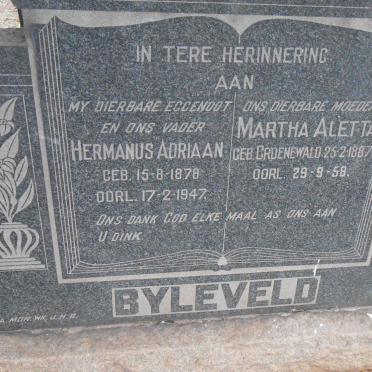 IN TERE HERINNERING
AAN
MY DIERBARE EGGENOOT
EN ONS VADER
HERMANUS ADRIAAN
GEB. 15-8-1878
OORL. 17-2-1947.
ONS DIERBARE MOEDER
MARTHA ALETTA
GEB GROENEWALD 25-2-1887
OORL 29-9-58.
ONS DANK GOD ELKE MAAL AS ONS AAN
U DINK.
BYLEVELD
MON. WK. J.H.B.